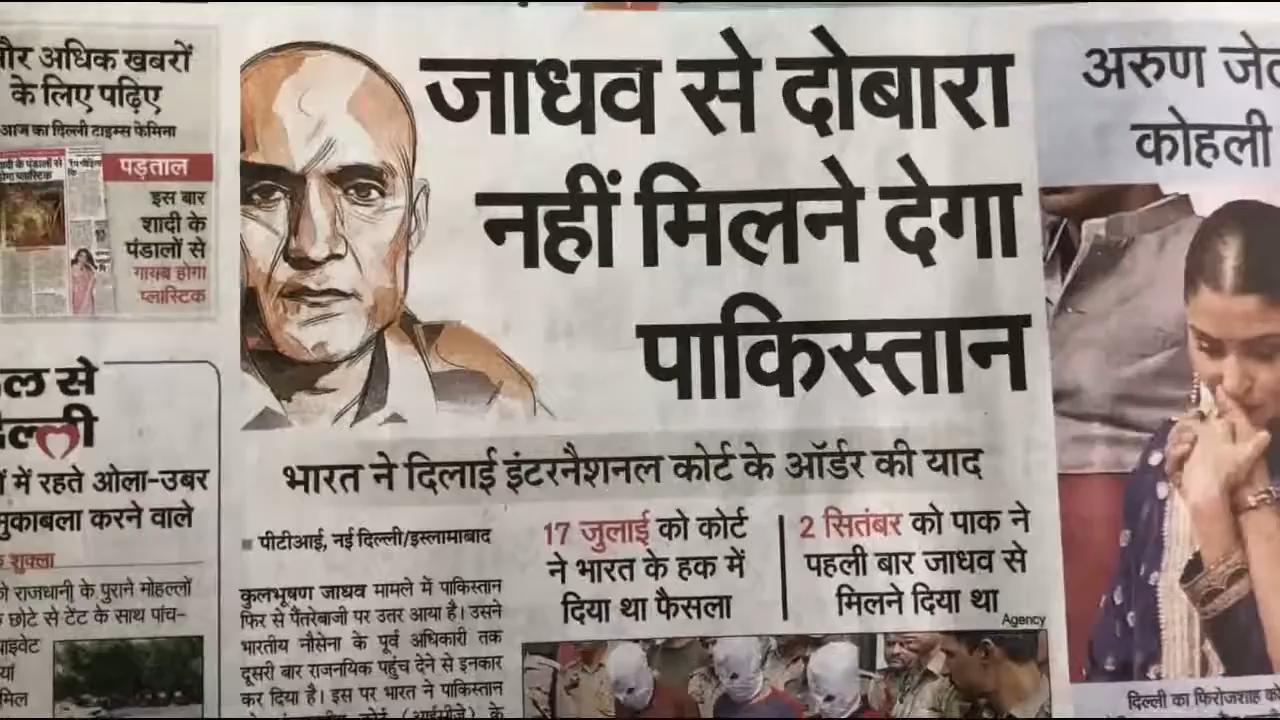 और अधिक खबरों
के लिए पढ़िए
आज का दिल्ली टाइम्स फेमिना
पड़ताल
इस बार
शादी के
पंडालों से
गायब होगा
प्लास्टिक
ल से
में रहते ओला-उबर
मुकाबला करने वाले
शुक्ला
राजधानी के पुराने मोहल्लों
छोटे से टेंट के साथ पांच-
जाधव से दोबारा
नहीं मिलने देगा
पाकिस्तान
भारत ने दिलाई इंटरनैशनल कोर्ट के ऑर्डर की याद
पीटीआई, नई दिल्ली/इस्लामाबाद
कुलभूषण जाधव मामले में पाकिस्तान
फिर से पैंतरेबाजी पर उतर आया है। उसने
भारतीय नौसेना के पूर्व अधिकारी तक
दूसरी बार राजनयिक पहुंच देने से इनकार
कर दिया है। इस पर भारत ने पाकिस्तान
कोर्ट (आईसीजे) के
17 जुलाई को कोर्ट
ने भारत के हक में
दिया था फैसला
2 सितंबर को पाक ने
पहली बार जाधव से
मिलने दिया था
Agency
अरुण
कोहली
दिल्ली का फिरोजशाह